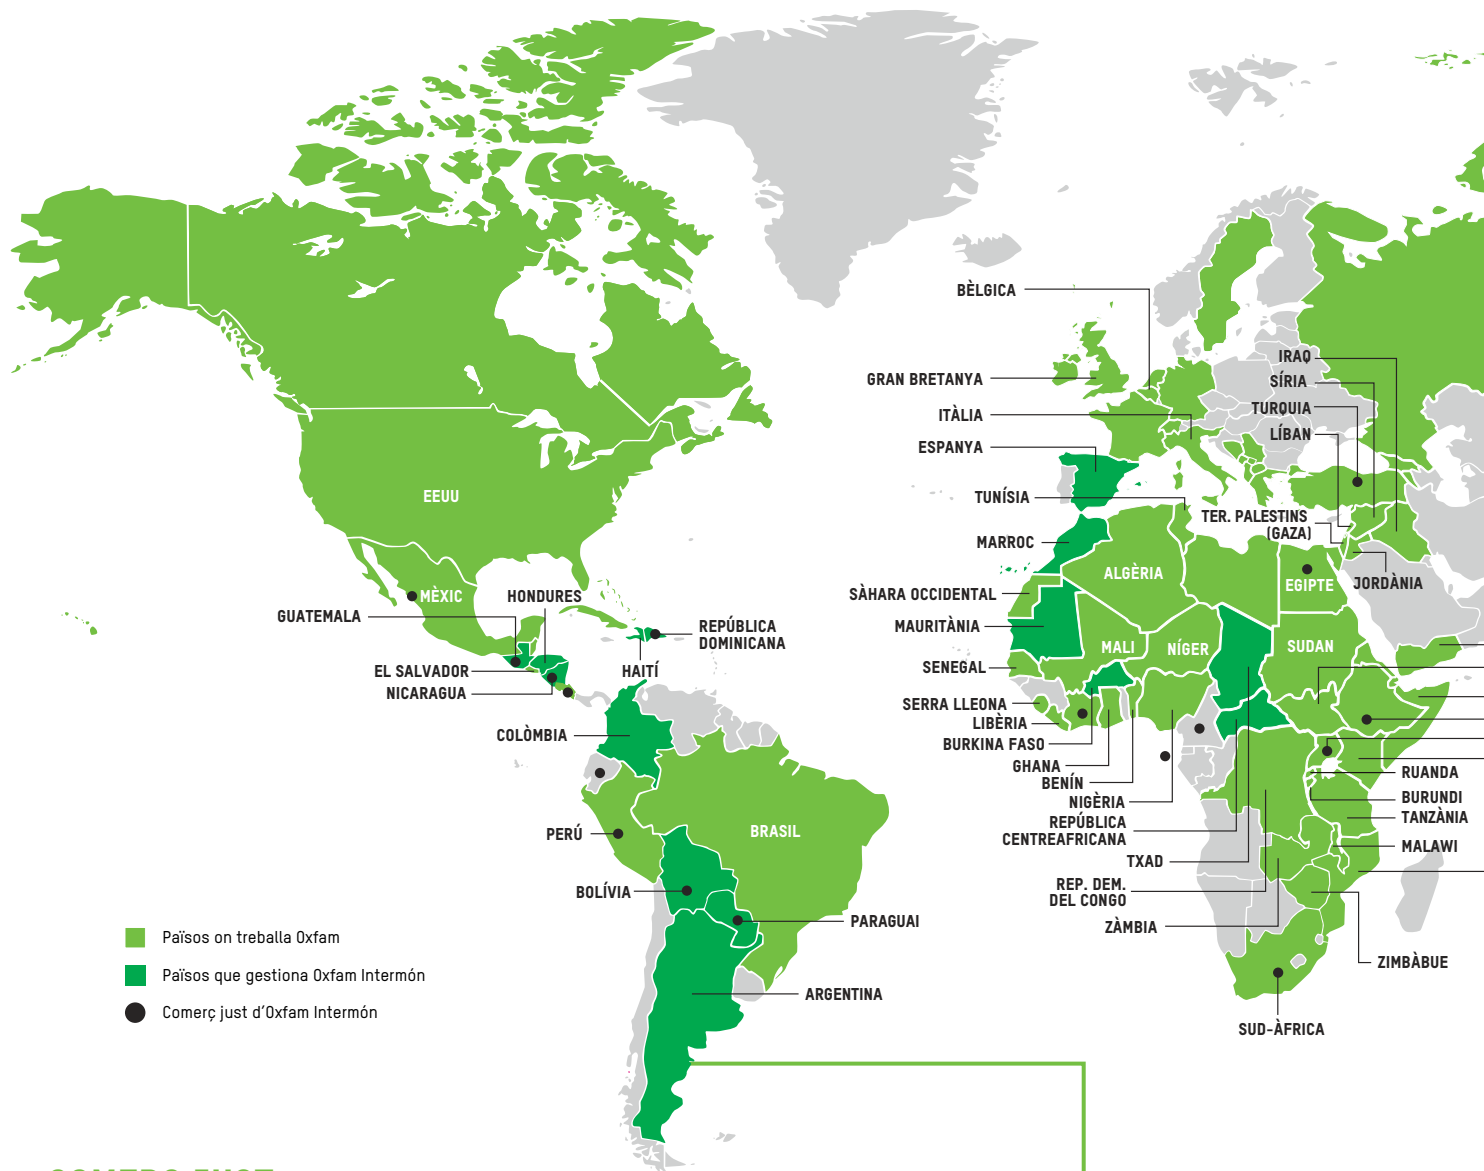 BÈLGICA
GRAN BRETANYA
ITÀLIA
ESPANYA
TUNÍSIA
MARROC
SÀHARA OCCIDENTAL
MAURITÀNIA
SENEGAL
SERRA LLEONA
LIBÈRIA
BURKINA FASO
GHANA
BENÍN
NIGÈRIA
REPÚBLICA
CENTREAFRICANA
TXAD
REP. DEM.
DEL CONGO
ZÀMBIA
IRAQ
SÍRIA
TURQUIA
LÍBAN
TER. PALESTINS
(GAZA)
JORDÀNIA
ALGÈRIA
EGIPTE
MALI
NÍGER
SUDAN
RUANDA
BURUNDI
TANZÀNIA
MALAWI
ZIMBÀBUE
SUD-ÀFRICA
EEUU
MÈXIC
HONDURES
GUATEMALA
REPÚBLICA
DOMINICANA
HAITÍ
EL SALVADOR
NICARAGUA
COLÒMBIA
PERÚ
BRASIL
BOLÍVIA
PARAGUAI
ARGENTINA
Països on treballa Oxfam
Països que gestiona Oxfam Intermón
Comerç just d'Oxfam Intermón